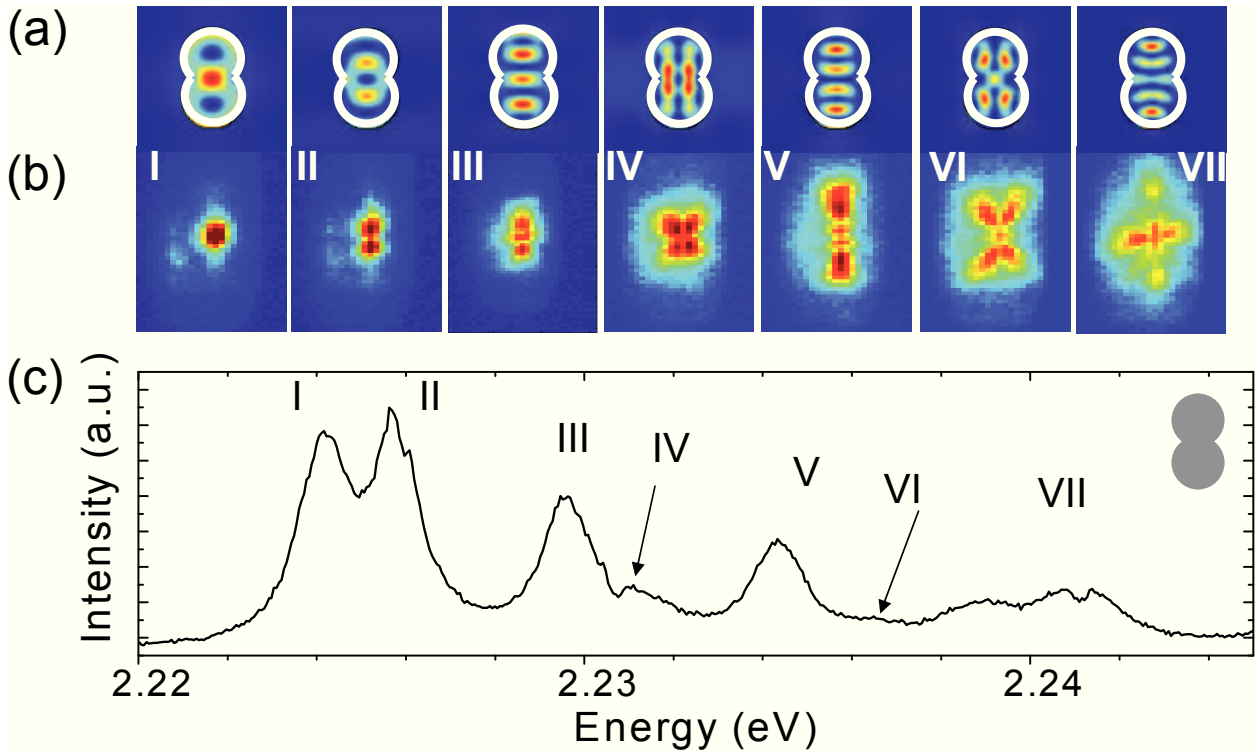 (a)
(b)
I II III IV V VI VII
(c)
I II III IV V VI VII
Intensity (a.u.)
2.22 2.23 2.24
Energy (eV)